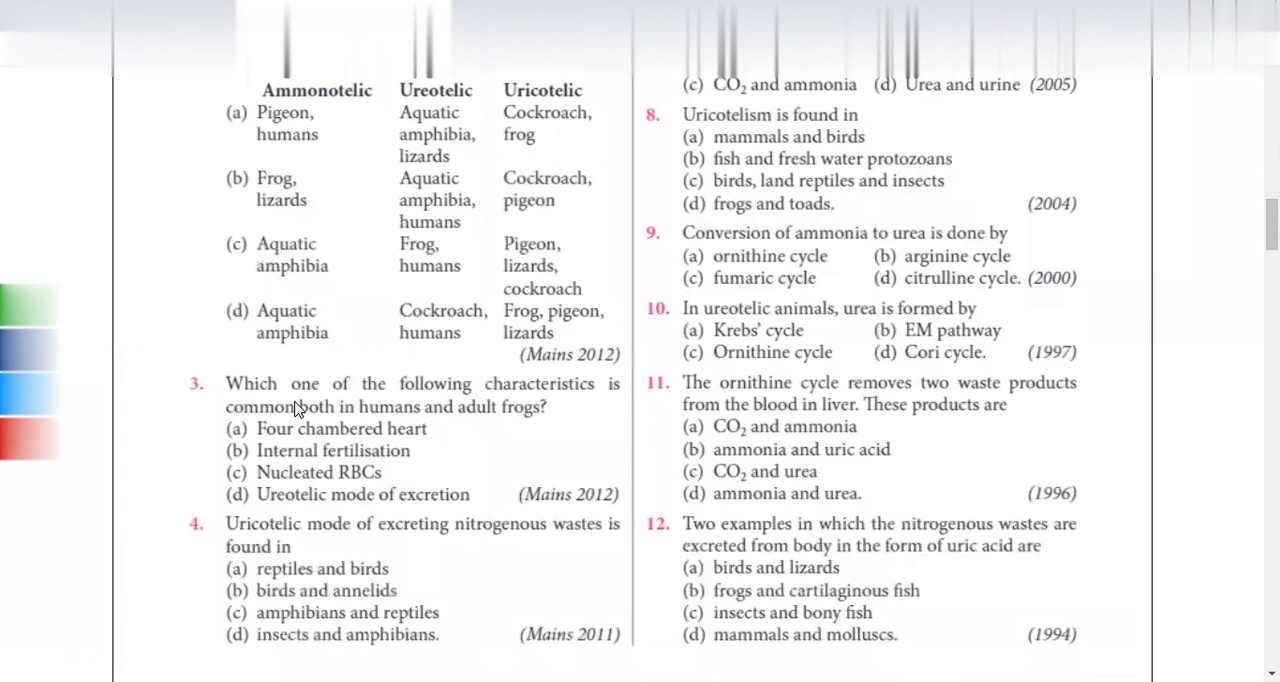 Ammonotelic Ureotelic Uricotelic
(a) Pigeon, Aquatic Cockroach,
humans amphibia, frog
lizards
(b) Frog, Aquatic Cockroach,
lizards amphibia, pigeon
humans
(c) Aquatic Frog, Pigeon,
amphibia humans lizards,
cockroach
(d) Aquatic Cockroach, Frog, pigeon,
amphibia humans lizards
(Mains 2012)
3. Which one of the following characteristics is
common both in humans and adult frogs?
(a) Four chambered heart
(b) Internal fertilisation
(c) Nucleated RBCs
(d) Ureotelic mode of excretion (Mains 2012)
4. Uricotelic mode of excreting nitrogenous wastes is
found in
(a) reptiles and birds
(b) birds and annelids
(c) amphibians and reptiles
(d) insects and amphibians. (Mains 2011)
(c) CO₂ and ammonia (d) Urea and urine (2005)
8. Uricotelism is found in
(a) mammals and birds
(b) fish and fresh water protozoans
(c) birds, land reptiles and insects
(d) frogs and toads. (2004)
9. Conversion of ammonia to urea is done by
(a) ornithine cycle (b) arginine cycle
(c) fumaric cycle (d) citrulline cycle. (2000)
10. In ureotelic animals, urea is formed by
(a) Krebs’ cycle (b) EM pathway
(c) Ornithine cycle (d) Cori cycle. (1997)
11. The ornithine cycle removes two waste products
from the blood in liver. These products are
(a) CO₂ and ammonia
(b) ammonia and uric acid
(c) CO₂ and urea
(d) ammonia and urea. (1996)
12. Two examples in which the nitrogenous wastes are
excreted from body in the form of uric acid are
(a) birds and lizards
(b) frogs and cartilaginous fish
(c) insects and bony fish
(d) mammals and molluscs. (1994)